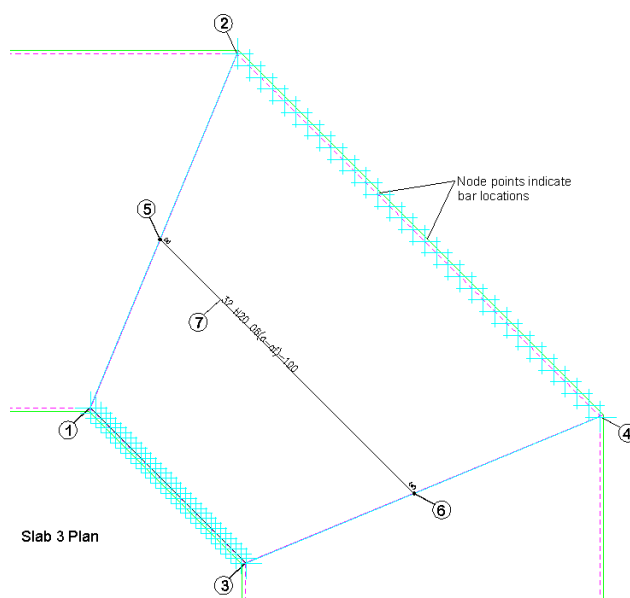 2
Node points indicate
bar locations
5
a
32 H20 06(a-af)-100
7
1
4
6
Slab 3 Plan
3